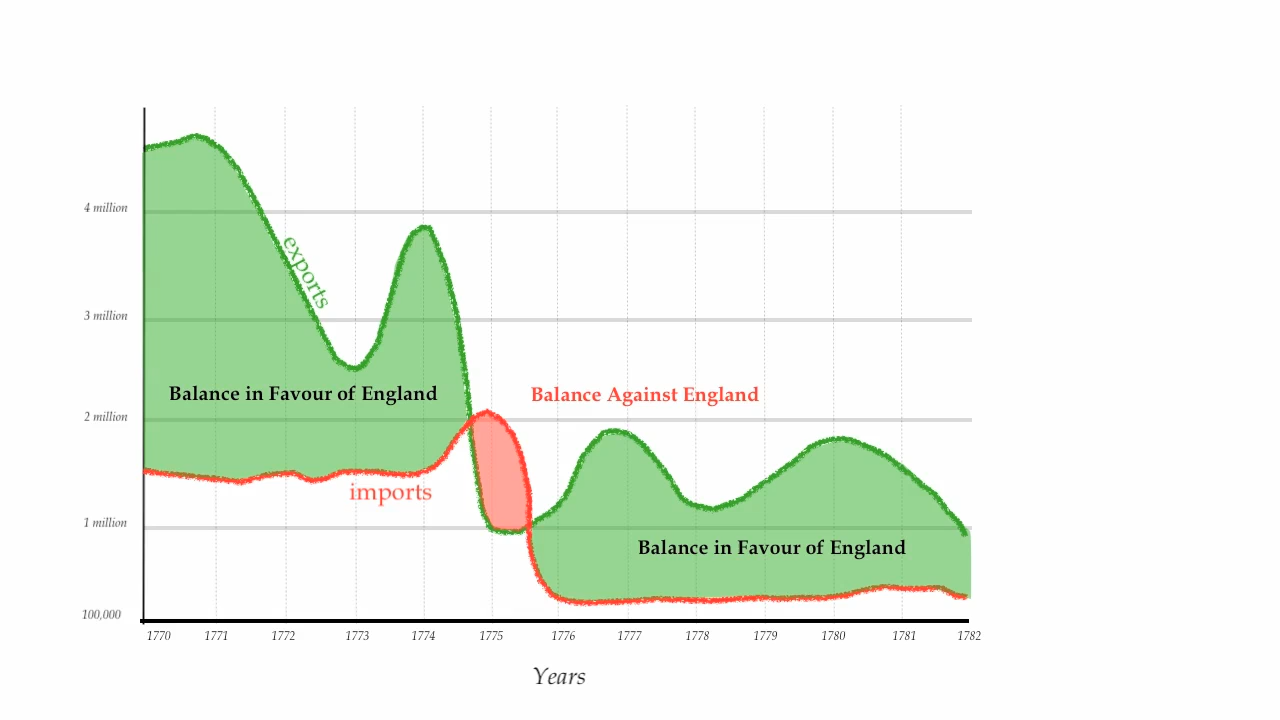 4 million
exports
3 million
Balance in Favour of England
Balance Against England
2 million
imports
1 million
Balance in Favour of England
100,000
1770 1771 1772 1773 1774 1775 1776 1777 1778 1779 1780 1781 1782
Years